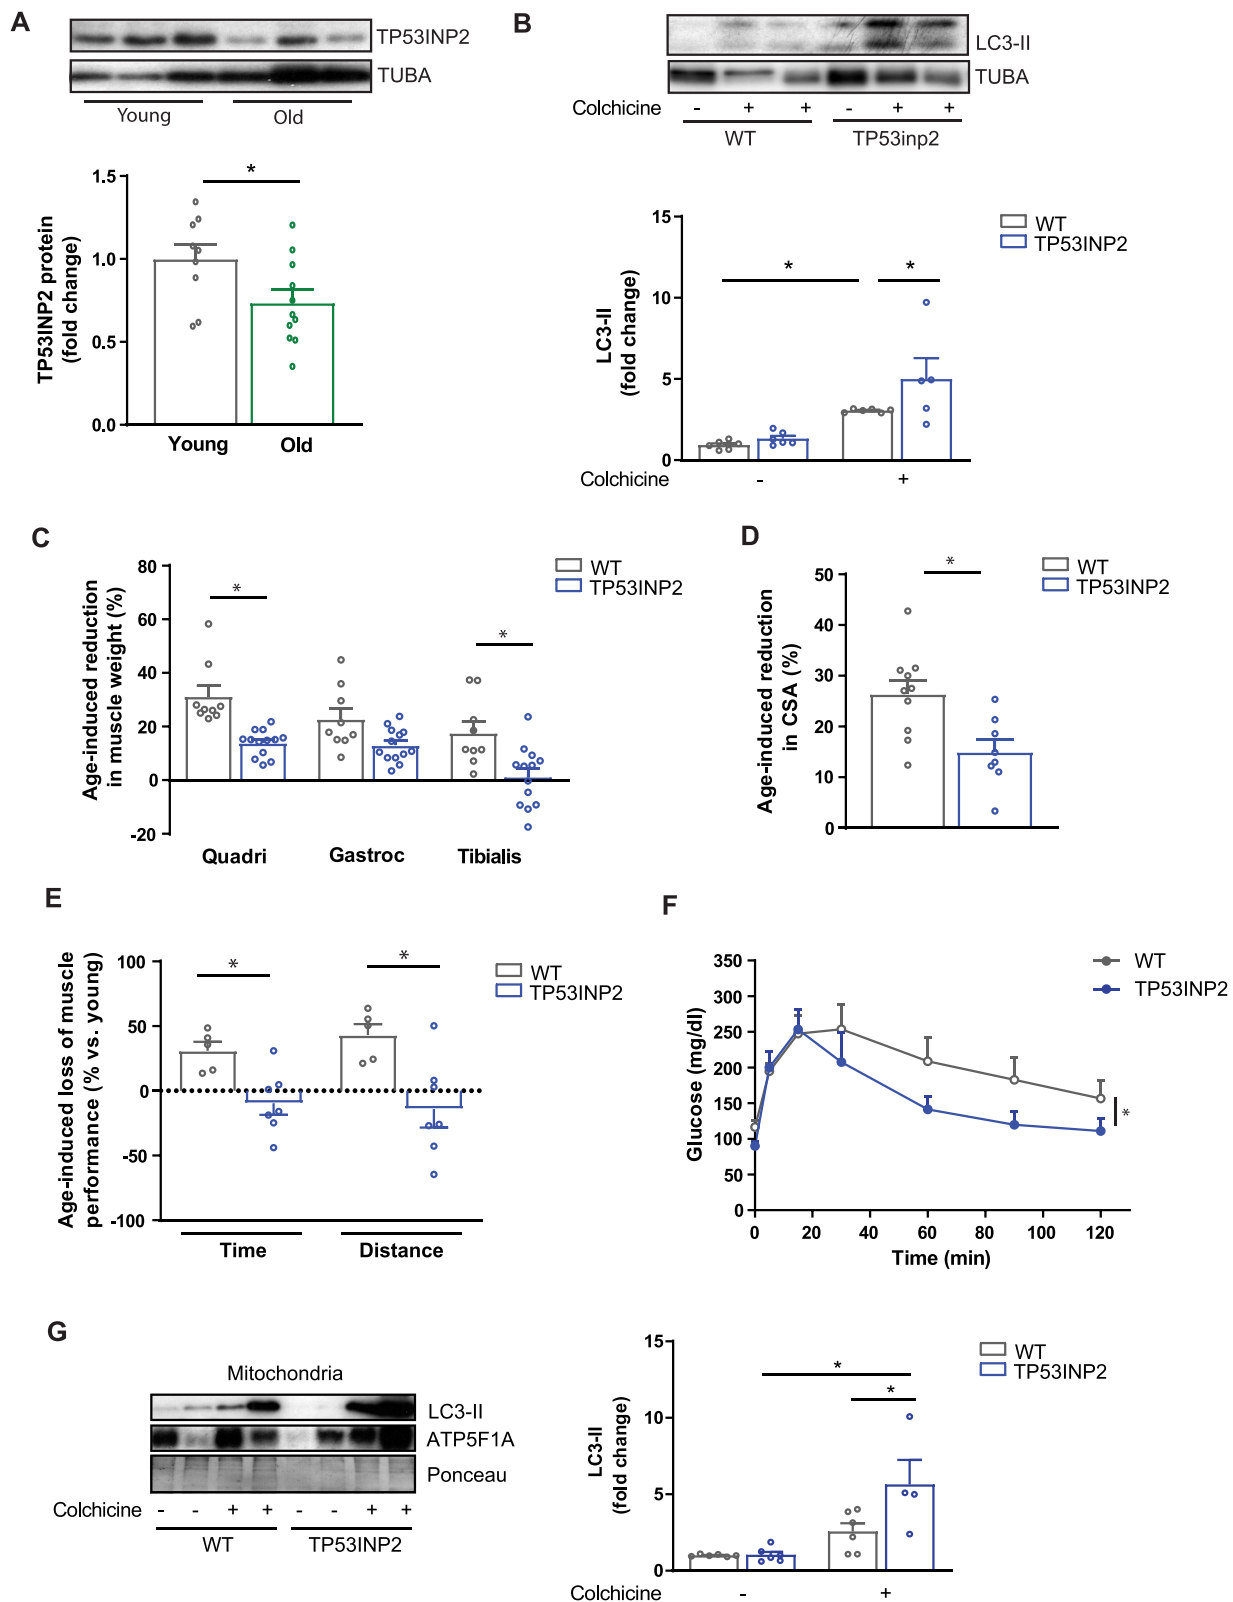 A
TP53INP2
TUBA
Young Old
*
TP53INP2 protein
(fold change)
1.5
1.0
0.5
0.0
Young Old
B
LC3-II
TUBA
Colchicine - + + - + +
WT TP53inp2
WT
TP53INP2
LC3-II
(fold change)
15
10
5
0
* *
Colchicine - +
C
WT
TP53INP2
Age-induced reduction
in muscle weight (%)
80
60
40
20
0
-20
* *
Quadri Gastroc Tibialis
D
WT
TP53INP2
Age-induced reduction
in CSA (%)
50
40
30
20
10
0
*
E
WT
TP53INP2
Age-induced loss of muscle
performance (% vs. young)
100
50
0
-50
-100
* *
Time Distance
F
WT
TP53INP2
Glucose (mg/dl)
350
300
250
200
150
100
50
0
*
0 20 40 60 80 100 120
Time (min)
G
Mitochondria
LC3-II
ATP5F1A
Ponceau
Colchicine - - + + - - + +
WT TP53INP2
WT
TP53INP2
LC3-II
(fold change)
15
10
5
0
*
*
Colchicine - +